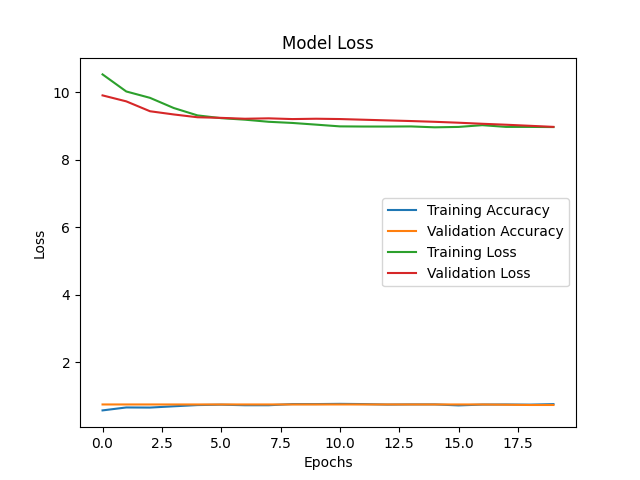 Model Loss
Loss
10
8
6
4
2
Training Accuracy
Validation Accuracy
Training Loss
Validation Loss
0.0 2.5 5.0 7.5 10.0 12.5 15.0 17.5
Epochs